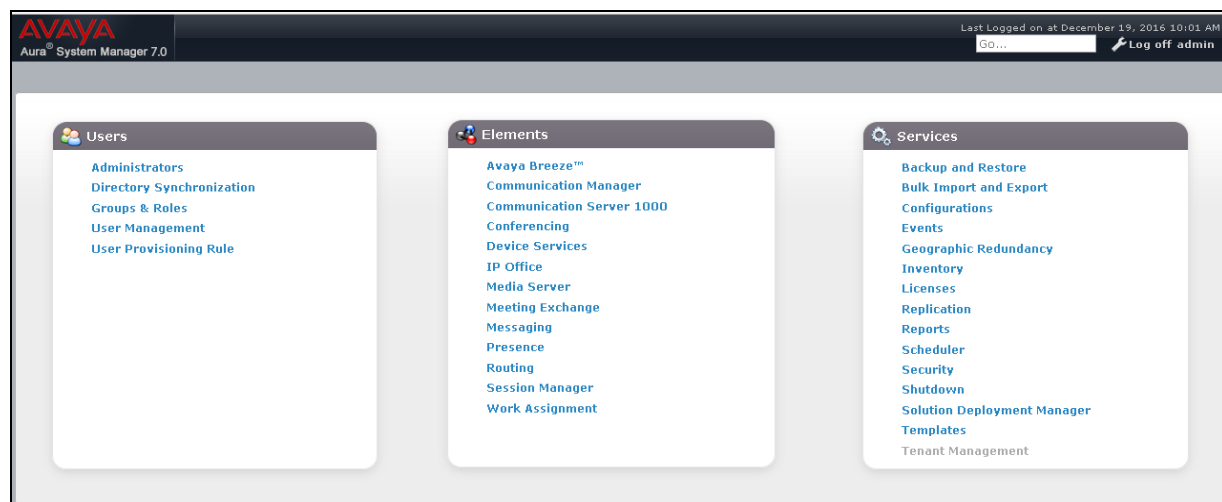 AVAYA
Aura® System Manager 7.0
Last Logged on at December 19, 2016 10:01 AM
Go...
Log off admin
Users
Administrators
Directory Synchronization
Groups & Roles
User Management
User Provisioning Rule
Elements
Avaya Breeze™
Communication Manager
Communication Server 1000
Conferencing
Device Services
IP Office
Media Server
Meeting Exchange
Messaging
Presence
Routing
Session Manager
Work Assignment
Services
Backup and Restore
Bulk Import and Export
Configurations
Events
Geographic Redundancy
Inventory
Licenses
Replication
Reports
Scheduler
Security
Shutdown
Solution Deployment Manager
Templates
Tenant Management